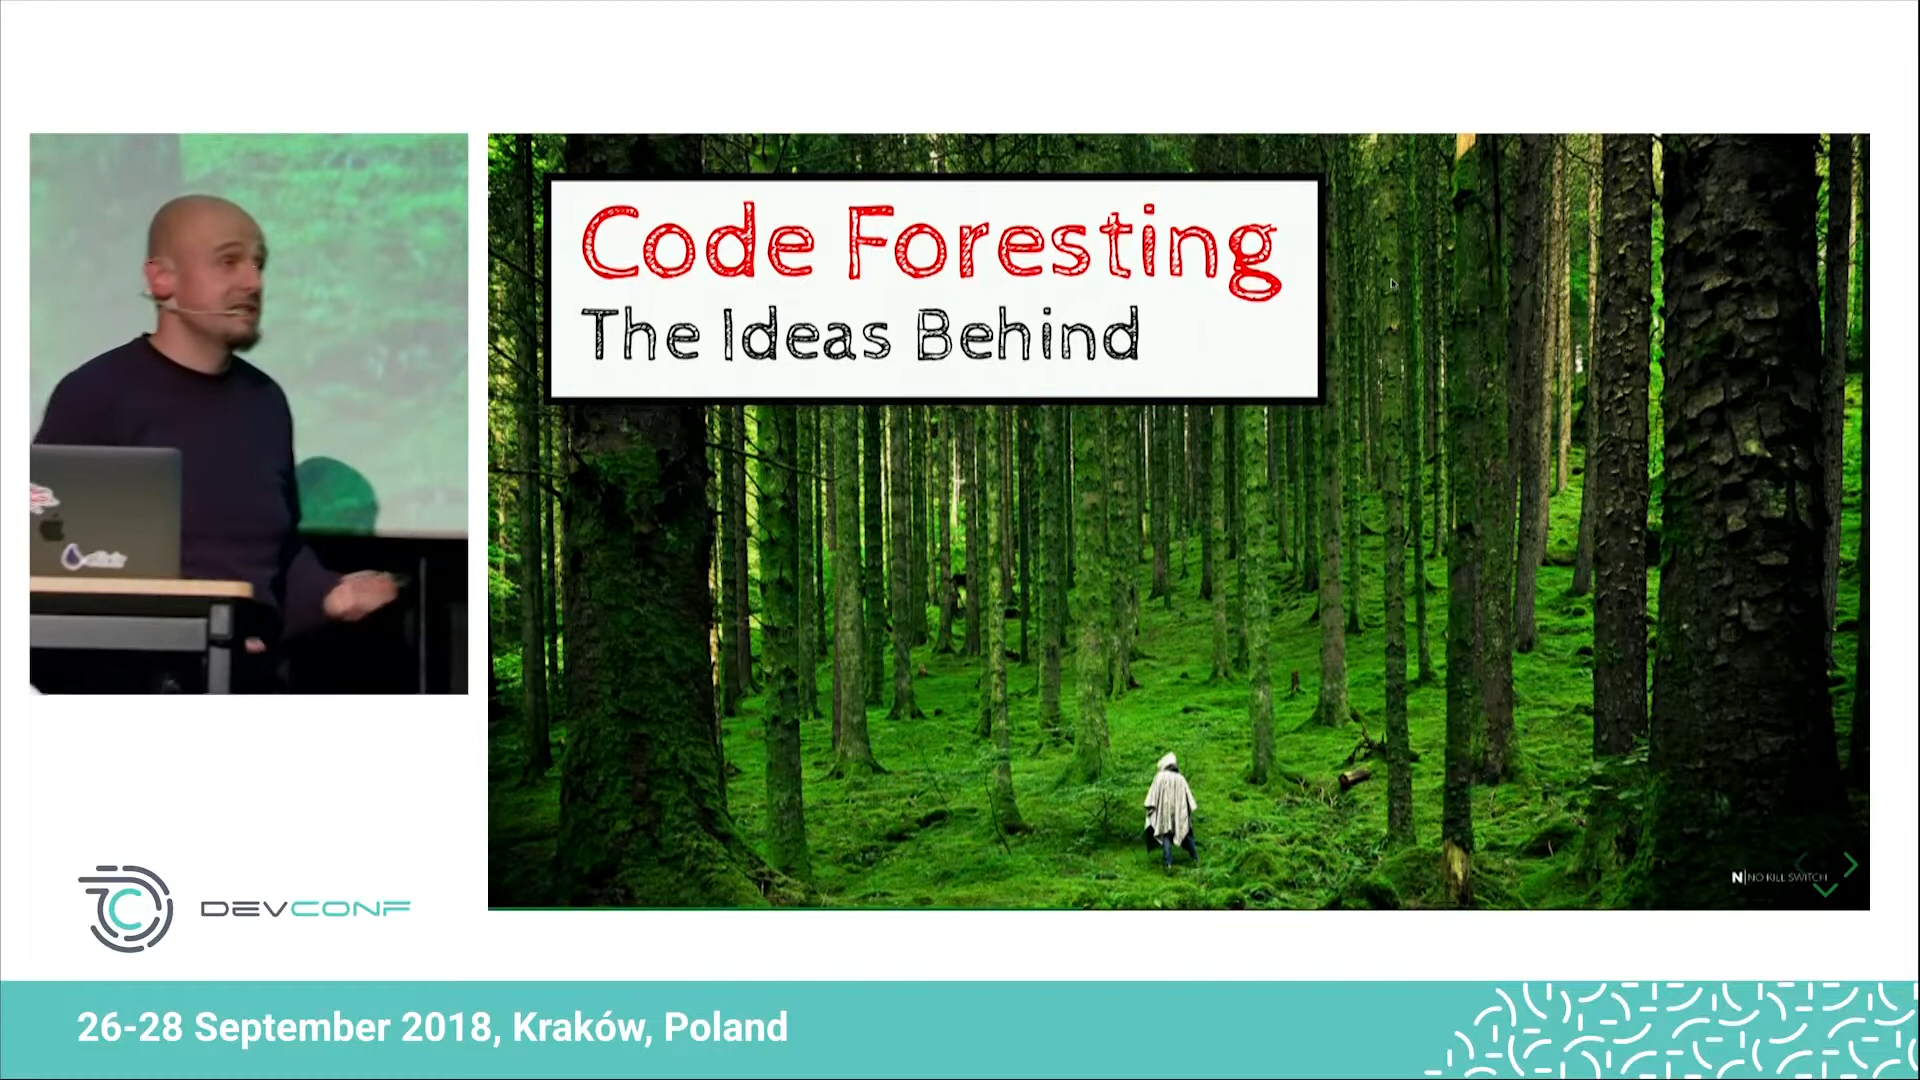 Code Foresting
The Ideas Behind
N|NO KILL SWITCH
DEVCONF
26-28 September 2018, Kraków, Poland